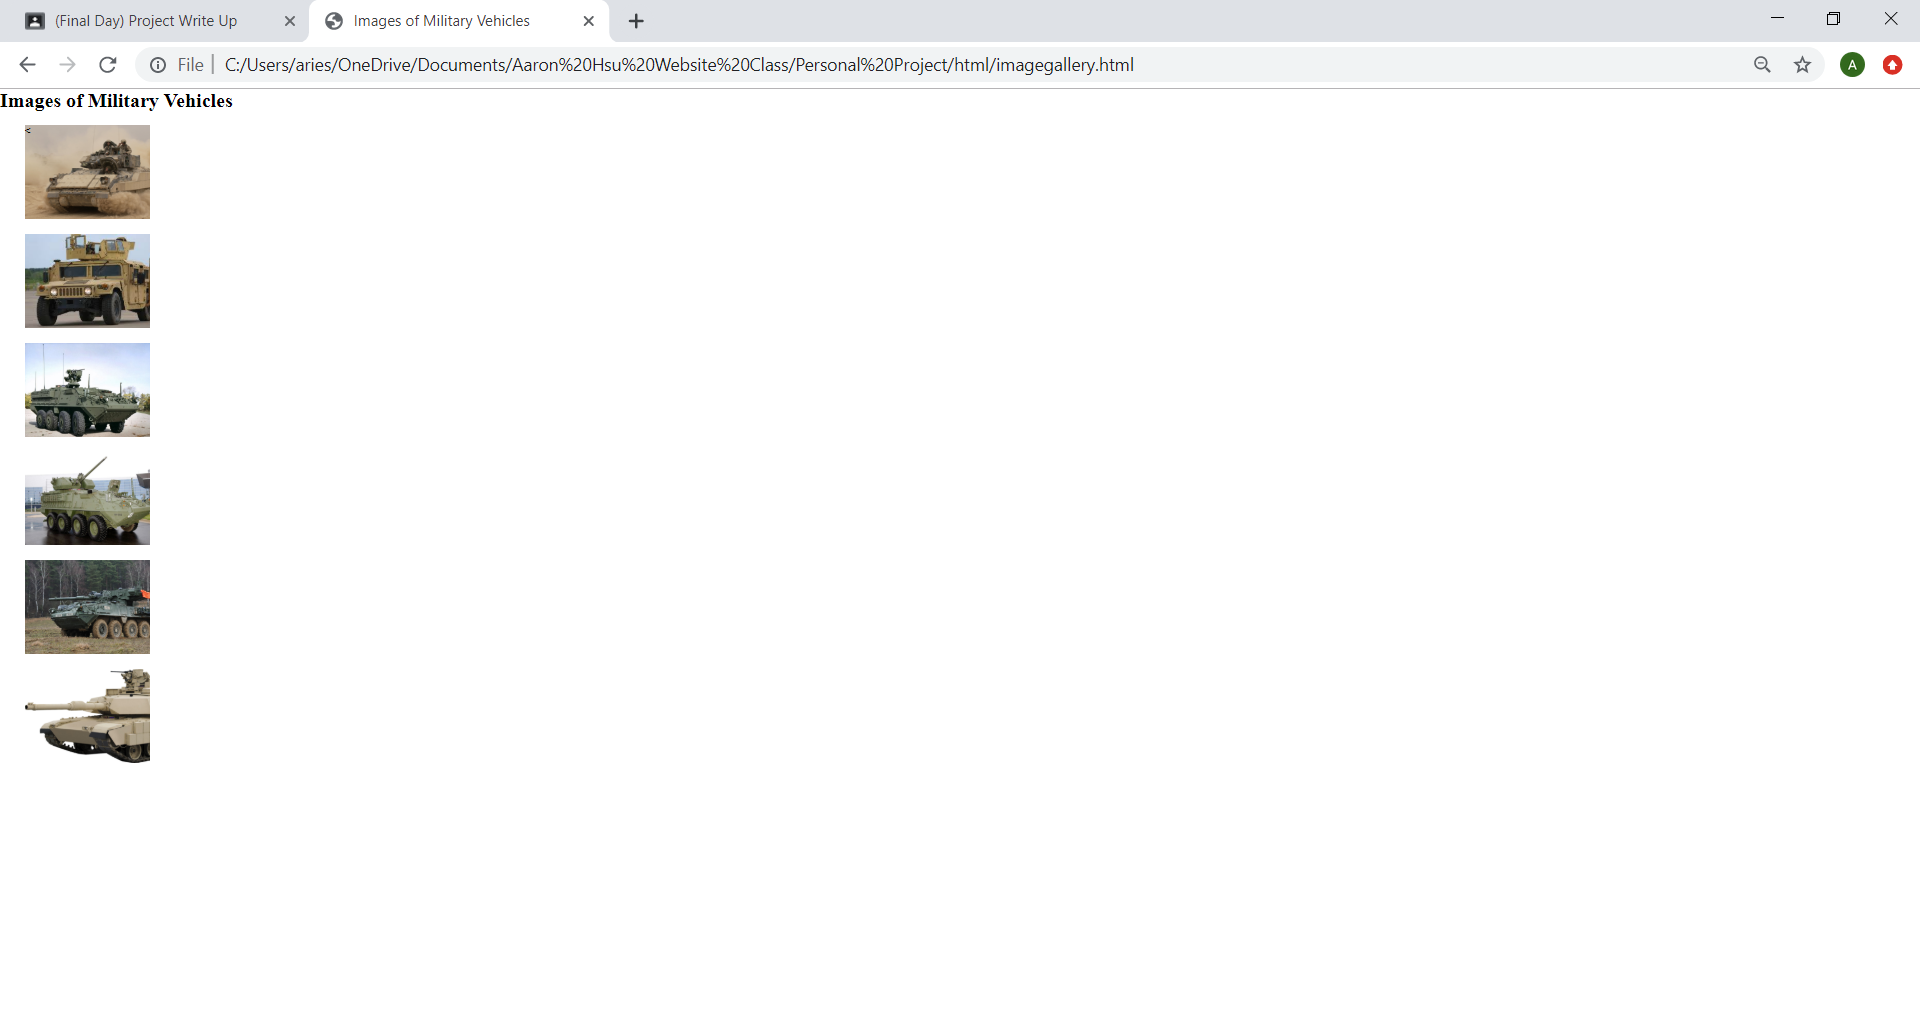 (Final Day) Project Write Up
Images of Military Vehicles
File
C:/Users/aries/OneDrive/Documents/Aaron%20Hsu%20Website%20Class/Personal%20Project/html/imagegallery.html
A
Images of Military Vehicles
<